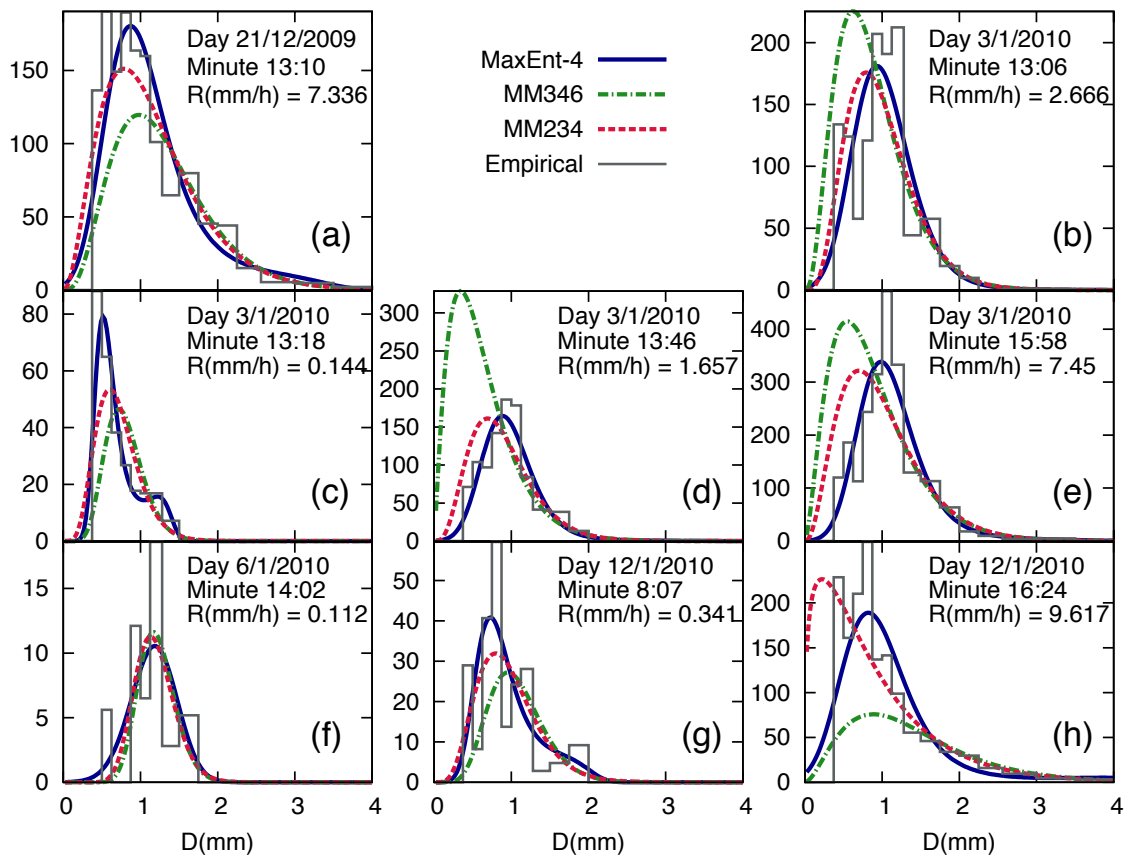 Day 21/12/2009
Minute 13:10
R(mm/h) = 7.336
(a)
150
100
50
0
MaxEnt-4
MM346
MM234
Empirical
Day 3/1/2010
Minute 13:06
R(mm/h) = 2.666
(b)
200
150
100
50
0
Day 3/1/2010
Minute 13:18
R(mm/h) = 0.144
(c)
80
60
40
20
0
Day 3/1/2010
Minute 13:46
R(mm/h) = 1.657
(d)
300
250
200
150
100
50
0
Day 3/1/2010
Minute 15:58
R(mm/h) = 7.45
(e)
400
300
200
100
0
Day 6/1/2010
Minute 14:02
R(mm/h) = 0.112
(f)
15
10
5
0
0 1 2 3 4
D(mm)
Day 12/1/2010
Minute 8:07
R(mm/h) = 0.341
(g)
50
40
30
20
10
0
0 1 2 3 4
D(mm)
Day 12/1/2010
Minute 16:24
R(mm/h) = 9.617
(h)
200
150
100
50
0
0 1 2 3 4
D(mm)